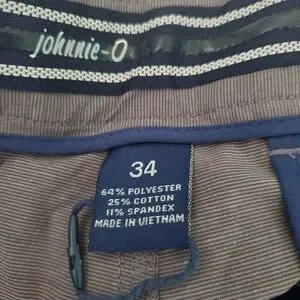 johnnie-O
34
64% POLYESTER
25% COTTON
11% SPANDEX
MADE IN VIETNAM